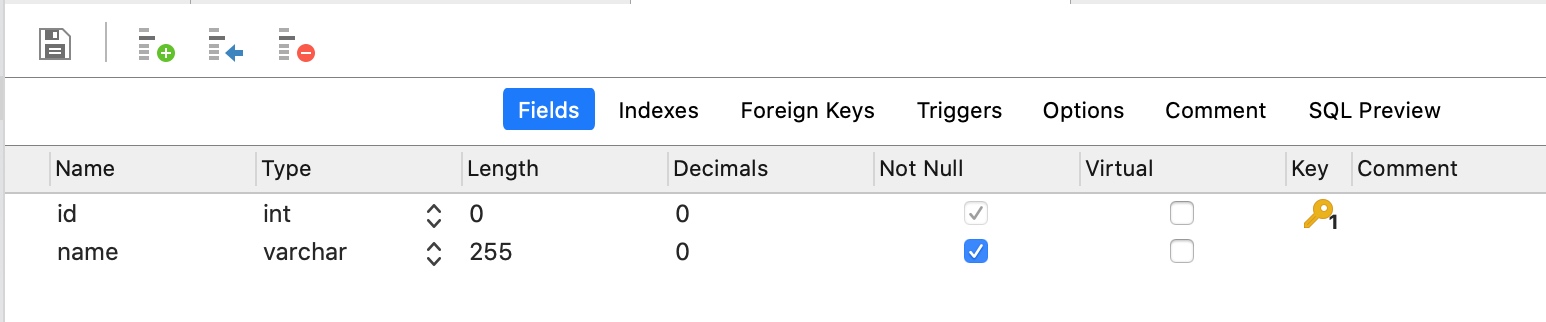 Fields Indexes Foreign Keys Triggers Options Comment SQL Preview
Name Type Length Decimals Not Null Virtual Key Comment
id int 0 0 1
name varchar 255 0